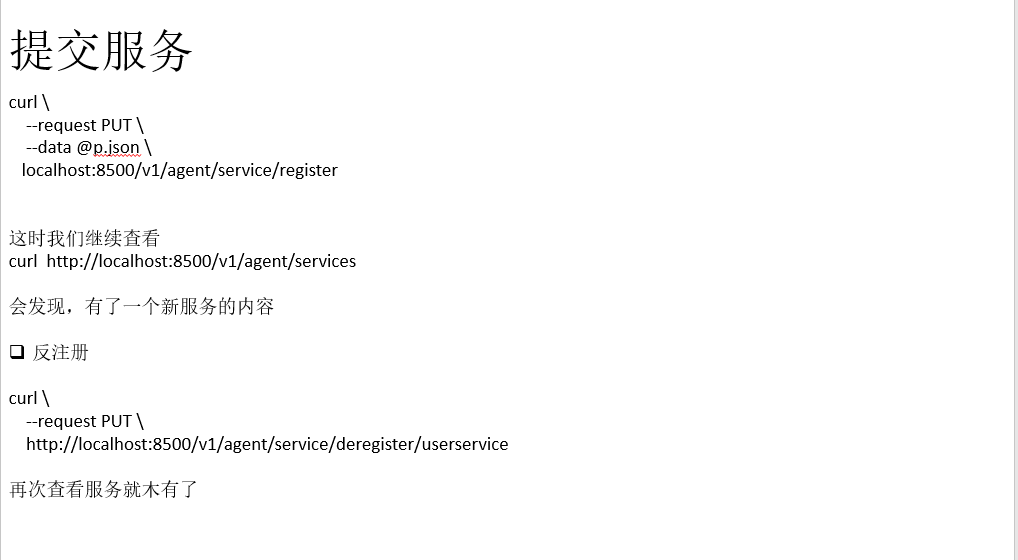 提交服务
curl \
--request PUT \
--data @p.json \
localhost:8500/v1/agent/service/register
这时我们继续查看
curl  http://localhost:8500/v1/agent/services
会发现，有了一个新服务的内容
❑ 反注册
curl \
--request PUT \
http://localhost:8500/v1/agent/service/deregister/userservice
再次查看服务就木有了